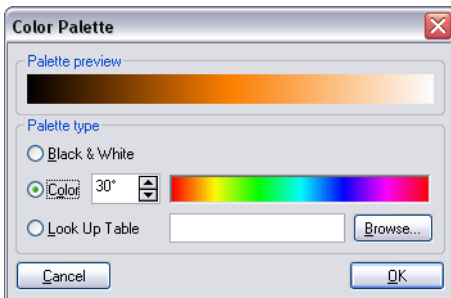 Color Palette
Palette preview
Palette type
Black & White
Color 30°
Look Up Table Browse...
Cancel OK